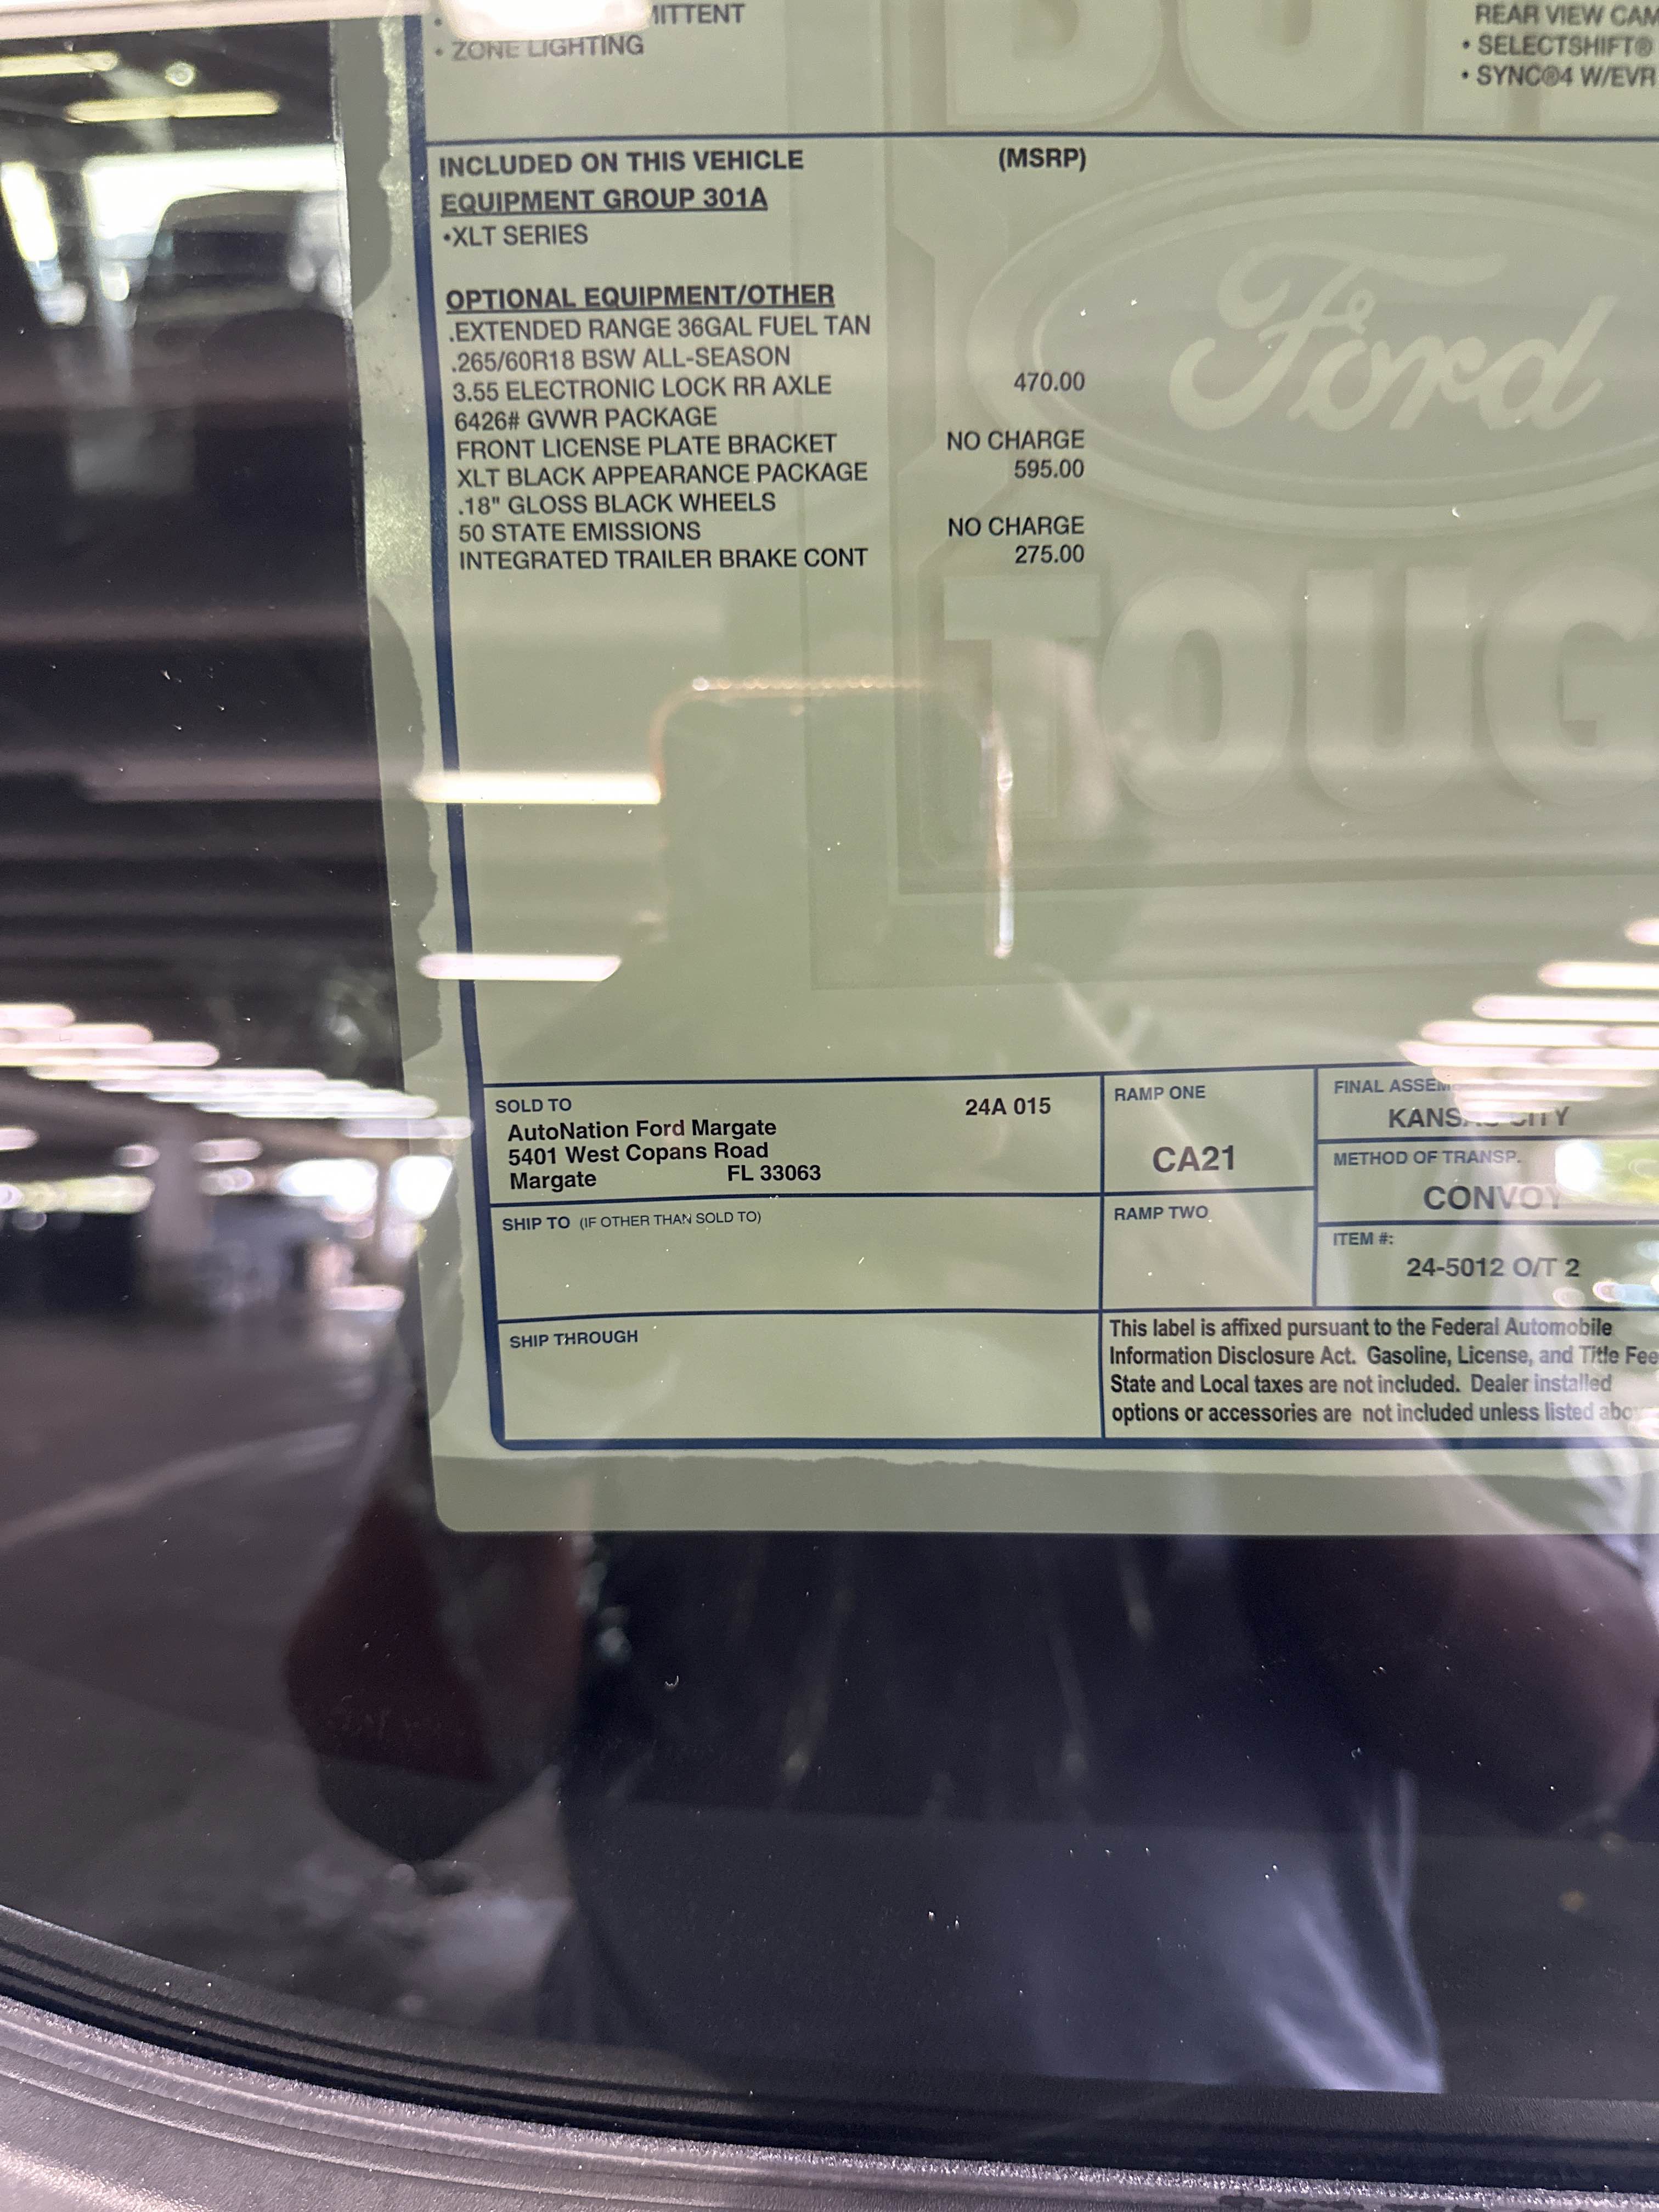 • ZONE LIGHTING
REAR VIEW
• SELECTSHIFT®
• SYNC®4 W/EVR
INCLUDED ON THIS VEHICLE (MSRP)
EQUIPMENT GROUP 301A
•XLT SERIES
OPTIONAL EQUIPMENT/OTHER
.EXTENDED RANGE 36GAL FUEL TAN
.265/60R18 BSW ALL-SEASON
3.55 ELECTRONIC LOCK RR AXLE 470.00
6426# GVWR PACKAGE
FRONT LICENSE PLATE BRACKET NO CHARGE
XLT BLACK APPEARANCE PACKAGE 595.00
.18" GLOSS BLACK WHEELS
50 STATE EMISSIONS NO CHARGE
INTEGRATED TRAILER BRAKE CONT 275.00
Ford
SOLD TO 24A 015
AutoNation Ford Margate
5401 West Copans Road
Margate FL 33063
SHIP TO (IF OTHER THAN SOLD TO)
SHIP THROUGH
RAMP ONE
CA21
RAMP TWO
FINAL
KANSAS CITY
METHOD OF TRANSP.
CONVOY
ITEM #:
24-5012 O/T 2
This label is affixed pursuant to the Federal Automobile
Information Disclosure Act. Gasoline, License, and Title Fee
State and Local taxes are not included. Dealer installed
options or accessories are not included unless listed